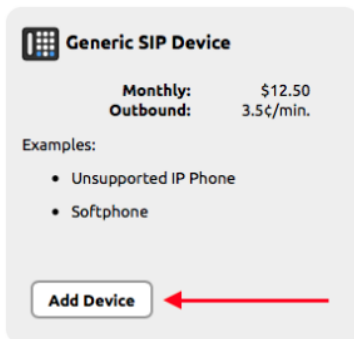 Generic SIP Device
Monthly: $12.50
Outbound: 3.5¢/min.
Examples:
• Unsupported IP Phone
• Softphone
Add Device